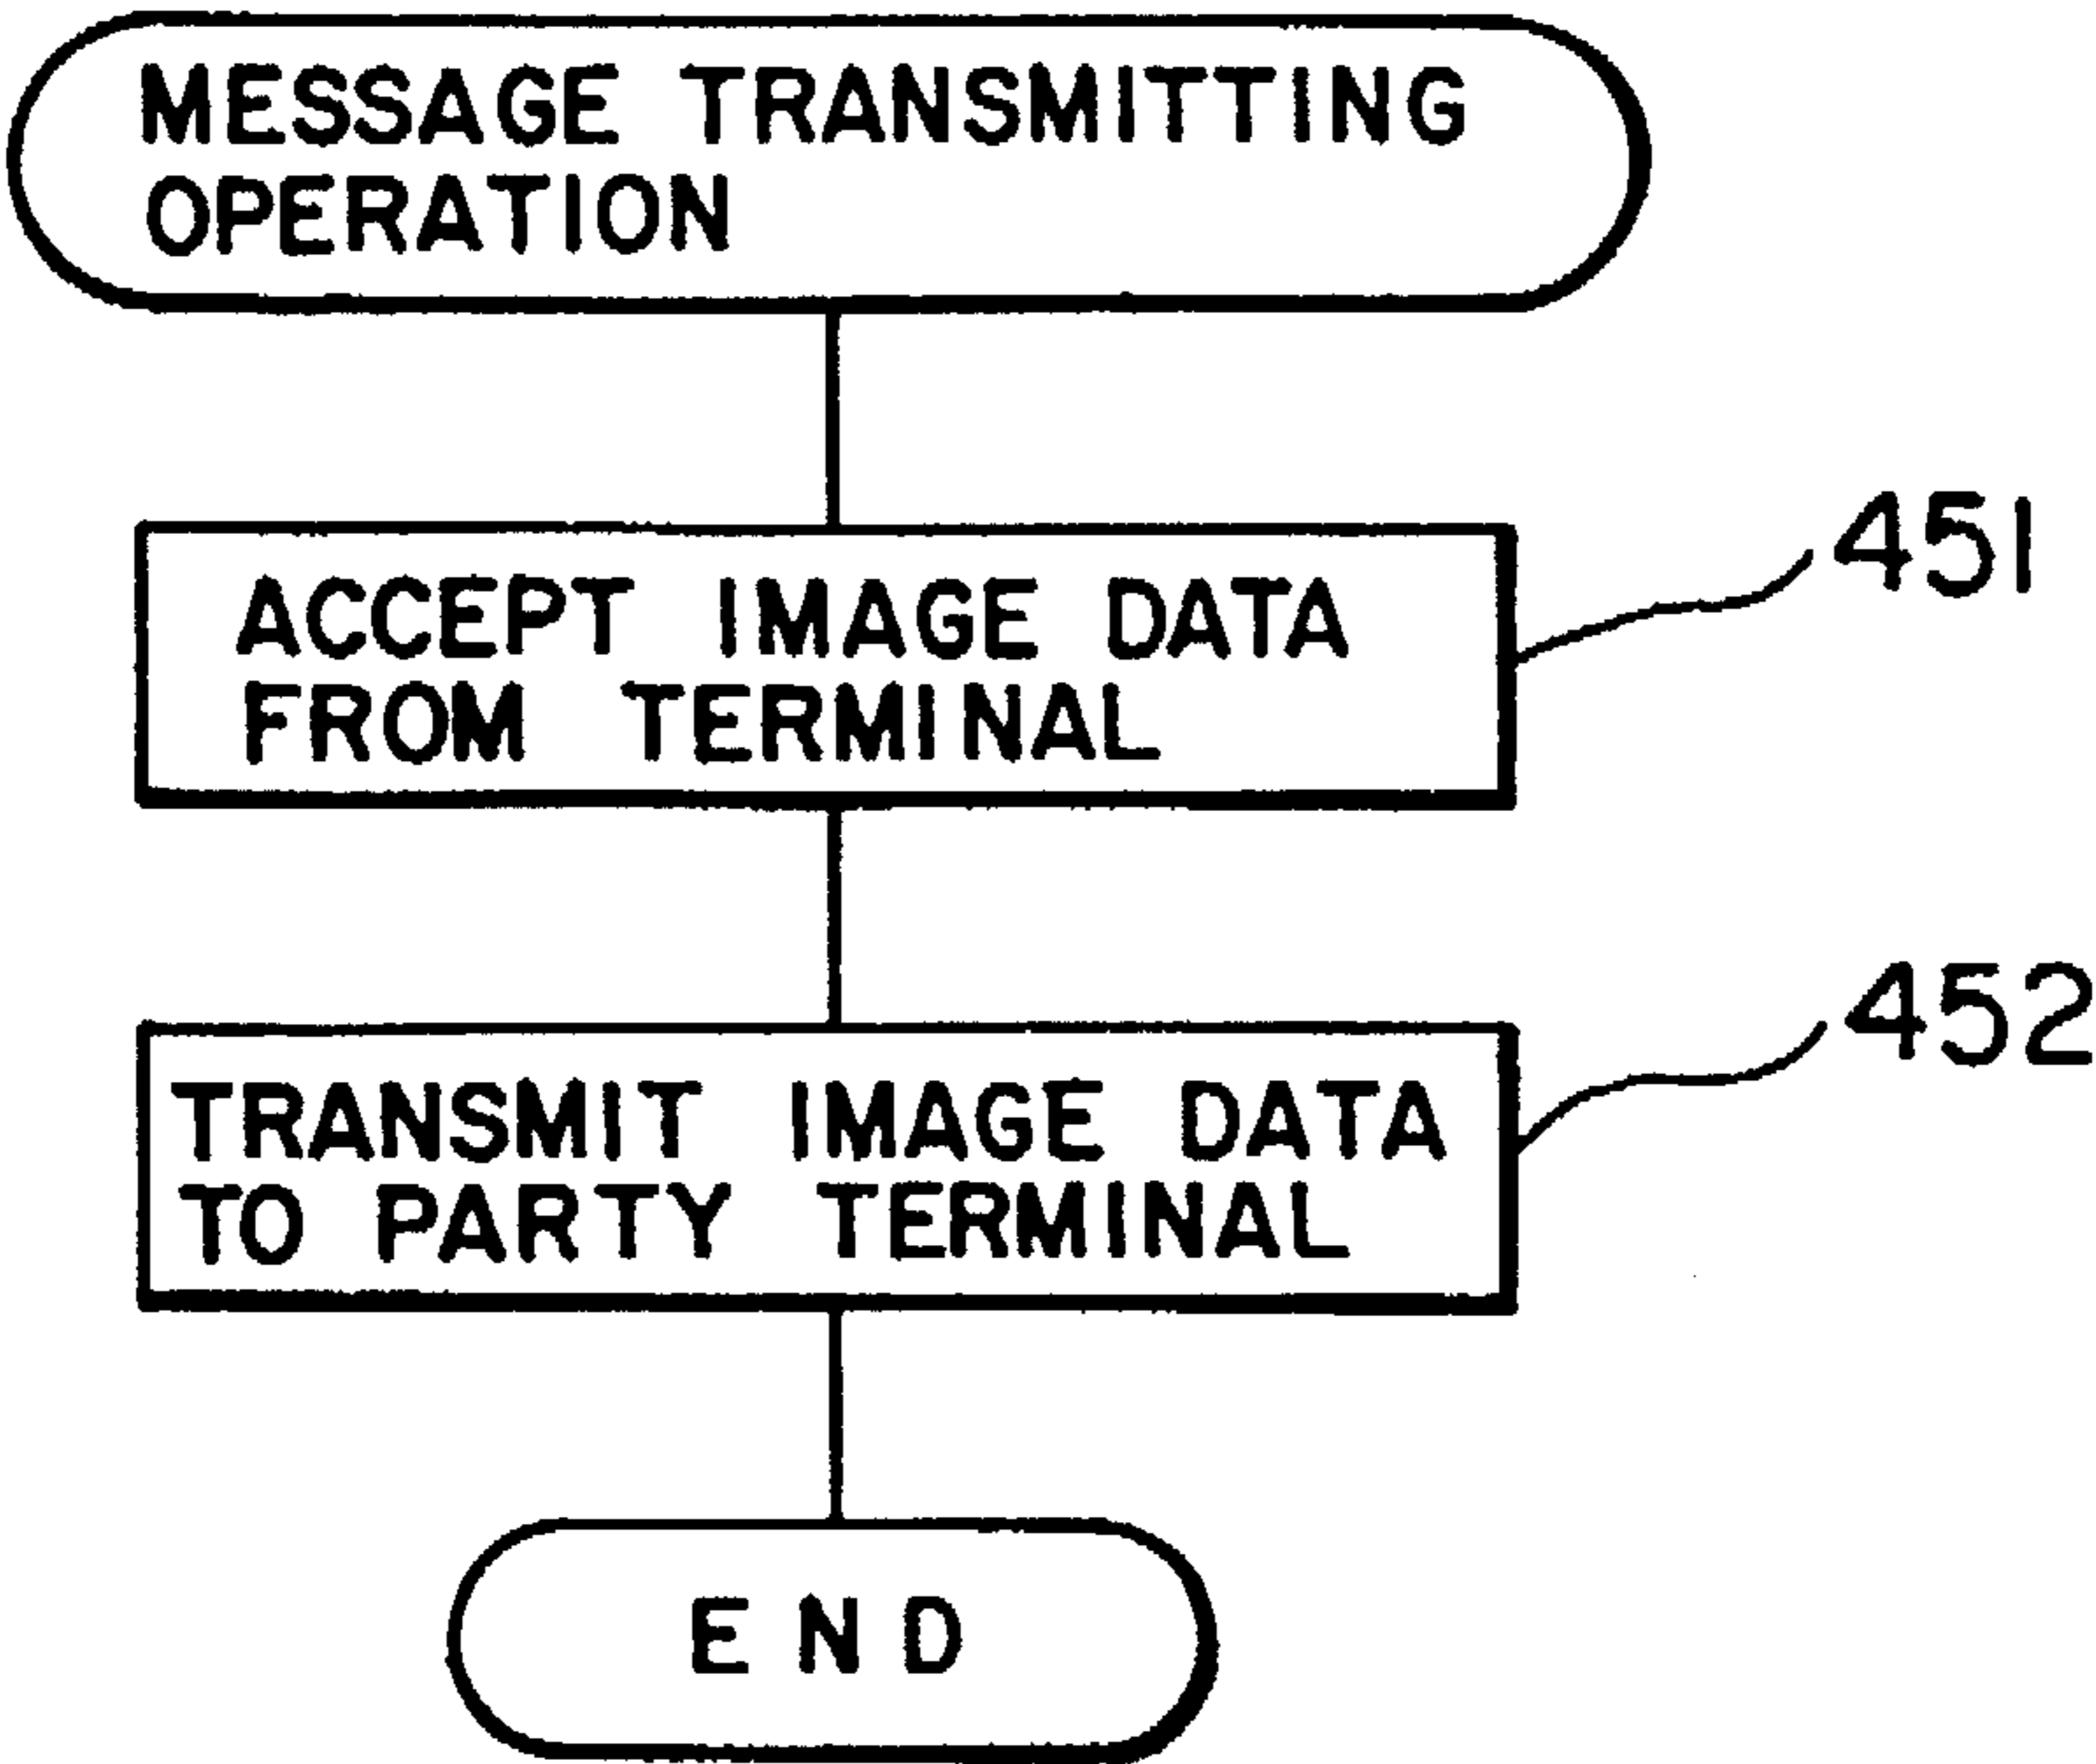 MESSAGE TRANSMITTING
OPERATION
ACCEPT IMAGE DATA
FROM TERMINAL
451
TRANSMIT IMAGE DATA
TO PARTY TERMINAL
452
END